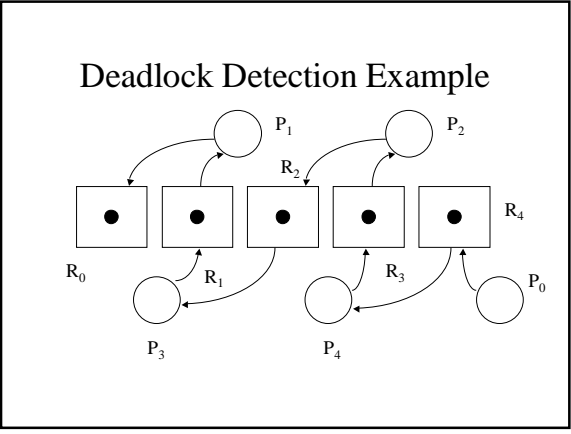 Deadlock Detection Example
P₁
P₂
R₂
R₄
R₀
R₁
R₃
P₀
P₃
P₄